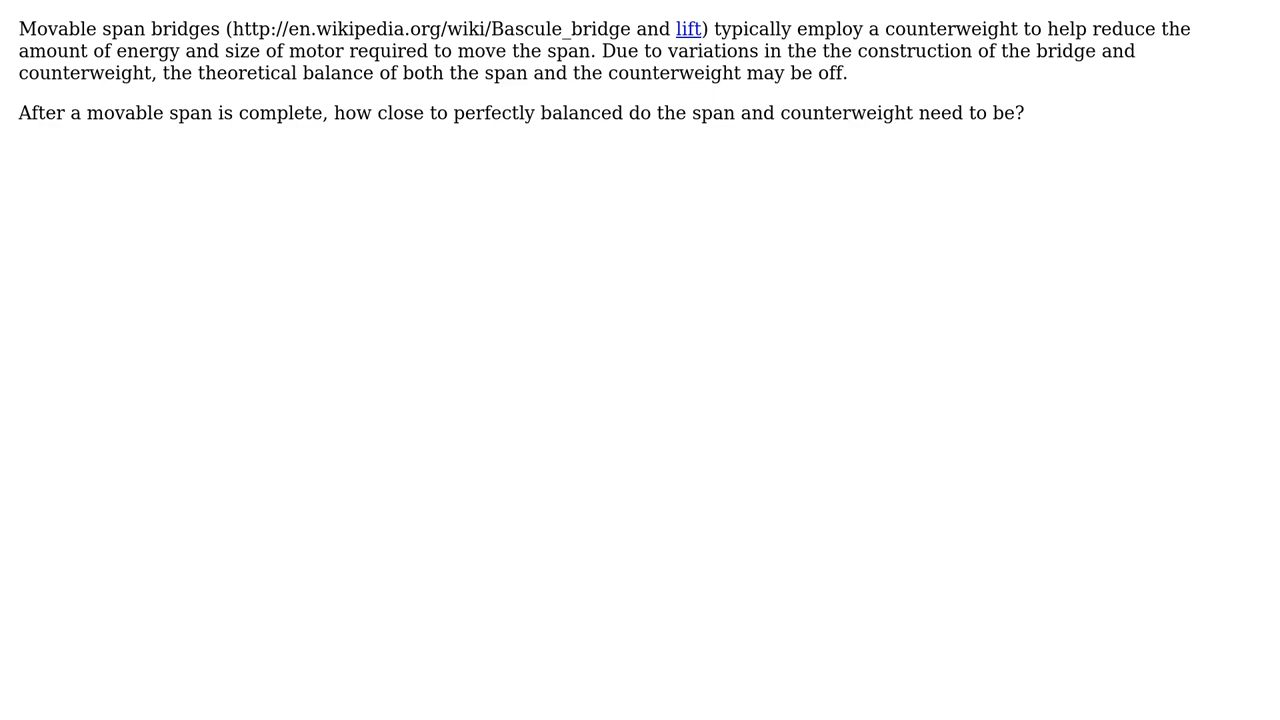 Movable span bridges (http://en.wikipedia.org/wiki/Bascule_bridge and lift) typically employ a counterweight to help reduce the
amount of energy and size of motor required to move the span. Due to variations in the the construction of the bridge and
counterweight, the theoretical balance of both the span and the counterweight may be off.
After a movable span is complete, how close to perfectly balanced do the span and counterweight need to be?